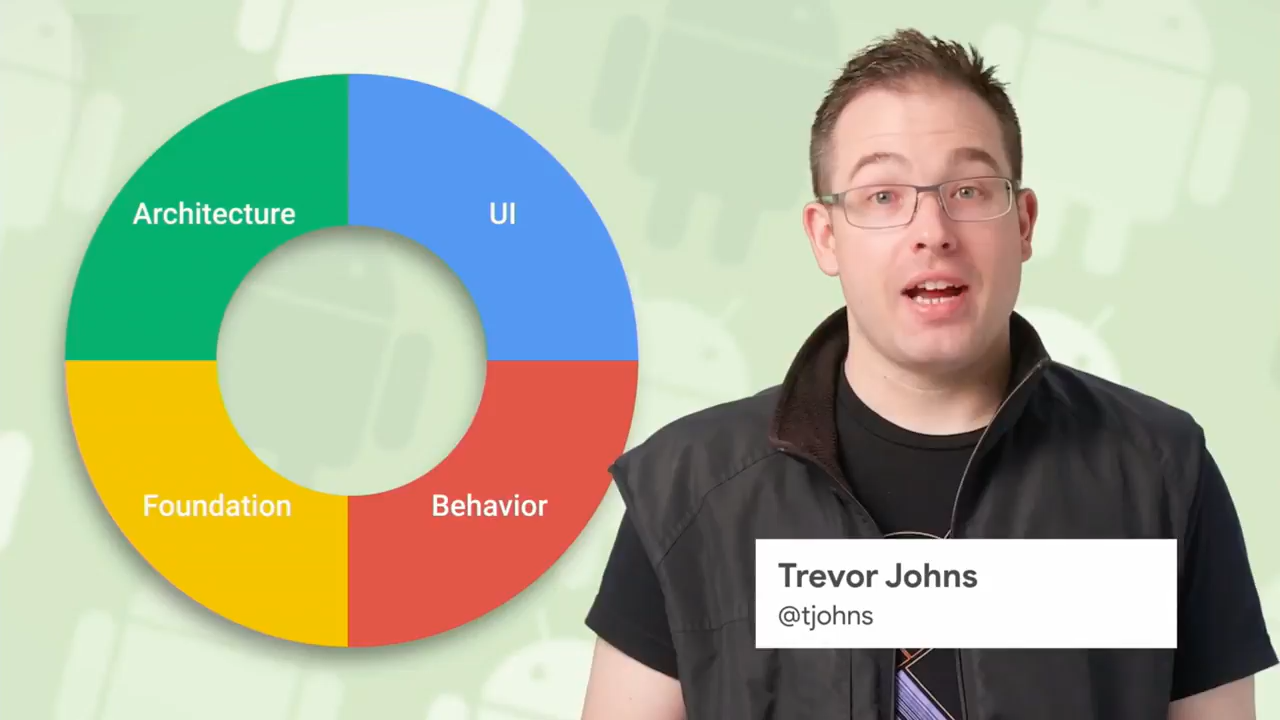 Architecture
UI
Foundation
Behavior
Trevor Johns
@tjohns